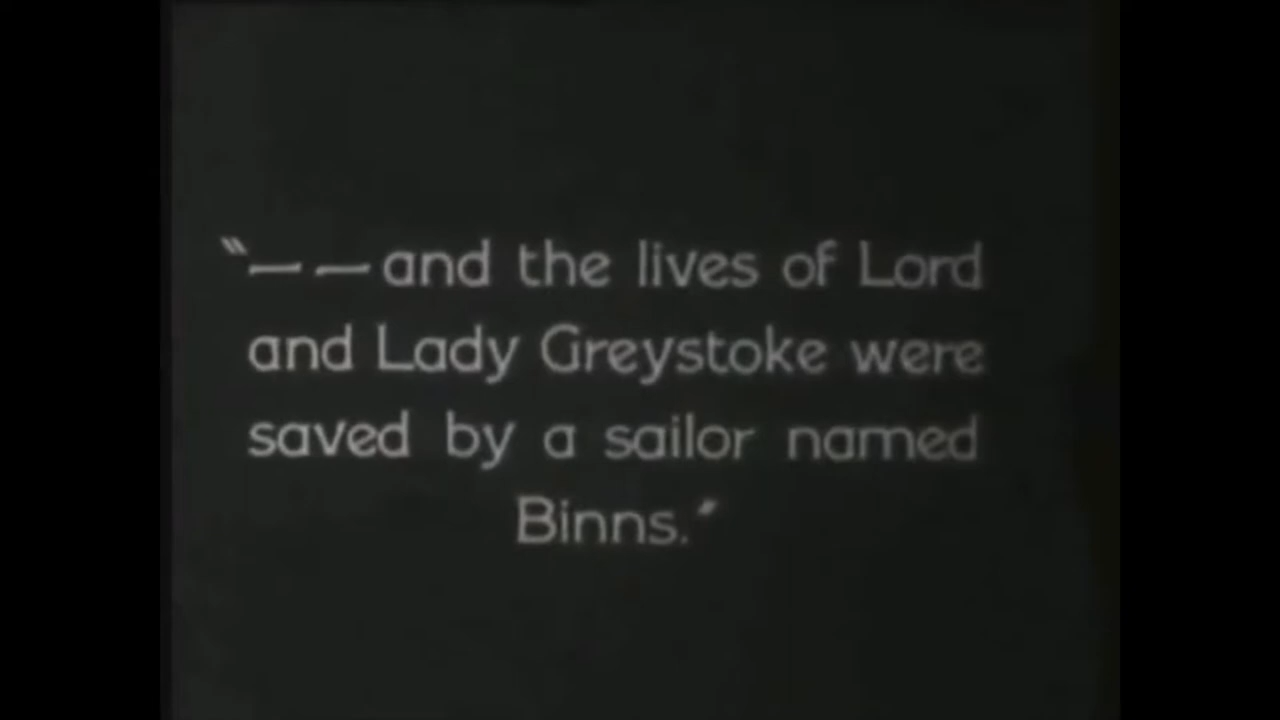 “——and the lives of Lord
and Lady Greystoke were
saved by a sailor named
Binns.”